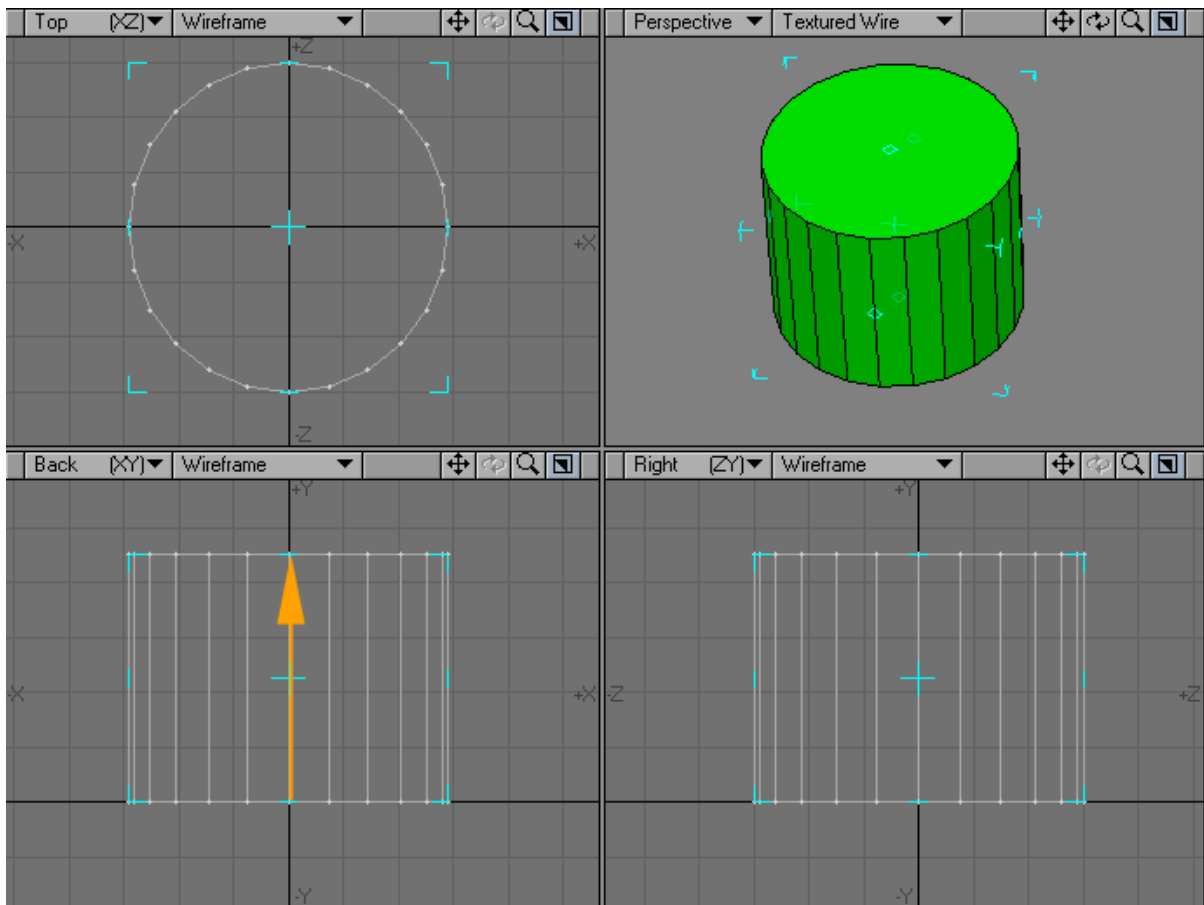 Top (XZ) Wireframe
Perspective Textured Wire
+Z
-X +X
-Z
Back (XY) Wireframe
Right (ZY) Wireframe
+Y
+Y
-X +X
-Z +Z
-Y
-Y